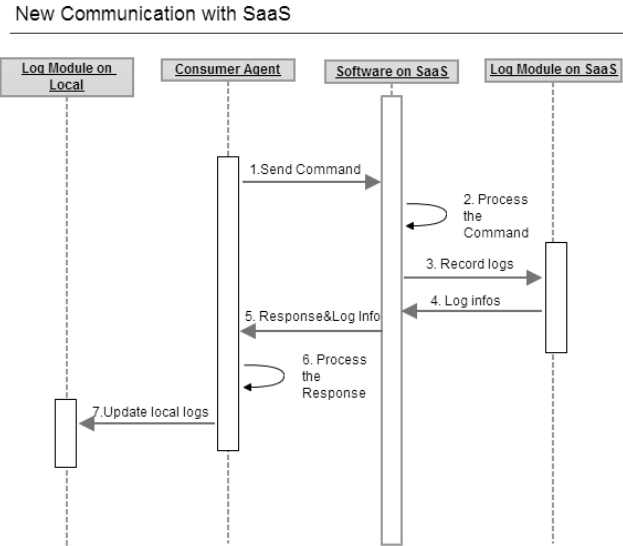 New Communication with SaaS
Log Module on
Local
Consumer Agent
Software on SaaS
Log Module on SaaS
1.Send Command
2. Process
the
Command
3. Record logs
4. Log infos
5. Response&Log Info
6. Process
the
Response
7.Update local logs